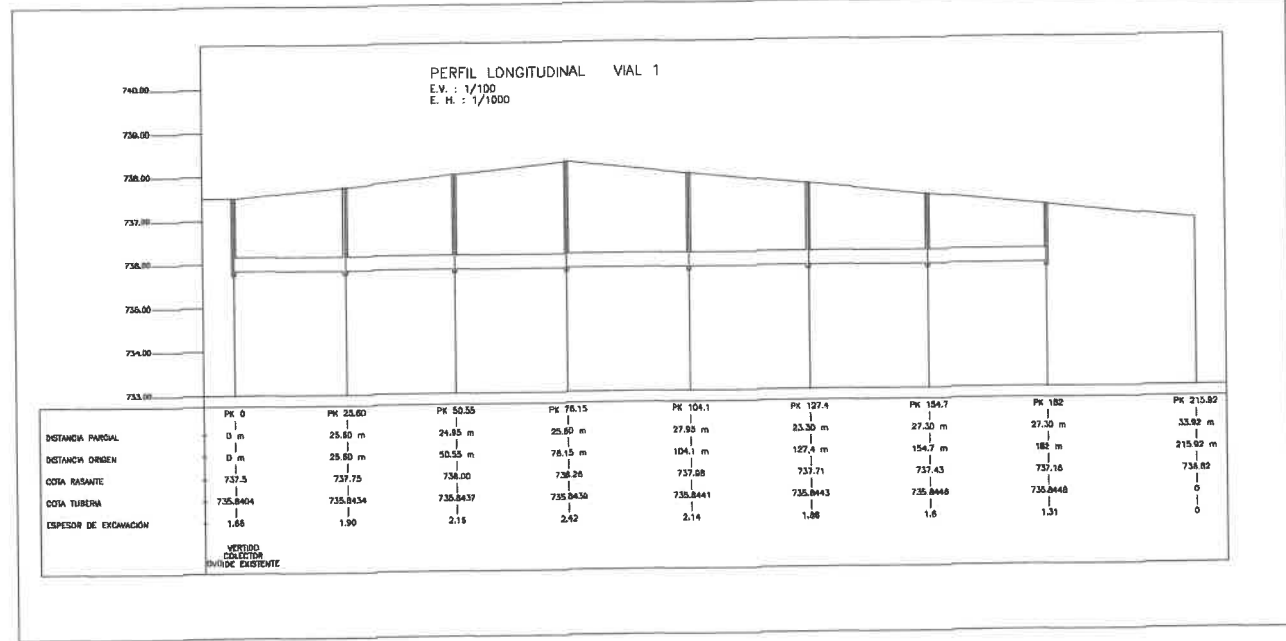 PERFIL LONGITUDINAL VIAL 1
E.V. : 1/100
E. H. : 1/1000
740.00
739.00
738.00
737.00
736.00
735.00
734.00
733.00
PK 0 PK 25.60 PK 50.55 PK 76.15 PK 104.1 PK 127.4 PK 154.7 PK 182 PK 215.92
DISTANCIA PARCIAL 0 m 25.60 m 24.95 m 25.60 m 27.95 m 23.30 m 27.30 m 27.30 m 33.92 m
DISTANCIA ORIGEN 0 m 25.60 m 50.55 m 76.15 m 104.1 m 127.4 m 154.7 m 182 m 215.92 m
COTA RASANTE 737.5 737.75 738.00 738.26 737.98 737.71 737.43 737.16 736.82
COTA TUBERIA 735.8404 735.8434 735.8437 735.8439 735.8441 735.8443 735.8446 735.8448 0
ESPESOR DE EXCAVACIÓN 1.66 1.90 2.15 2.42 2.14 1.86 1.6 1.31 0
VERTIDO
COLECTOR
EXISTENTE